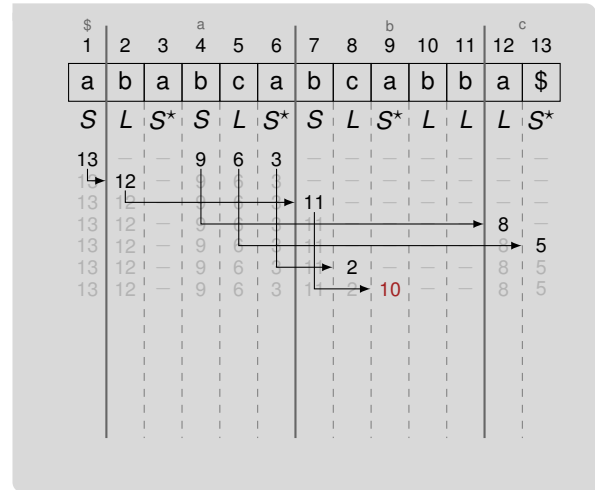 $ a b c
1 2 3 4 5 6 7 8 9 10 11 12 13
a b a b c a b c a b b a $
S L S⋆ S L S⋆ S L S⋆ L L L S⋆
13 – – 9 6 3 – – – – – – –
13 12 – 9 6 3 – – – – – – –
13 12 – 9 6 3 11 – – – – – –
13 12 – 9 6 3 11 – – – – 8 –
13 12 – 9 6 3 11 – – – – 8 5
13 12 – 9 6 3 11 2 – – – 8 5
13 12 – 9 6 3 11 2 10 – – 8 5